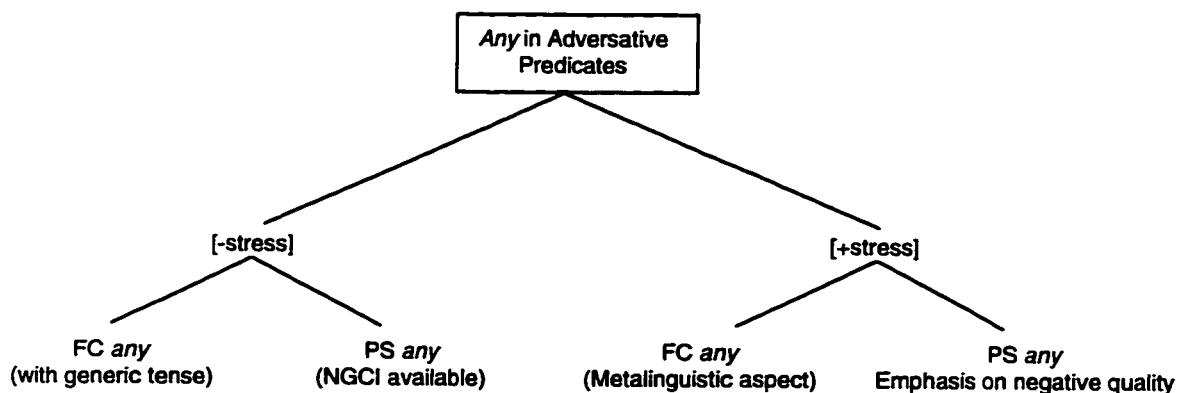 Any in Adversative
Predicates
[-stress]
[+stress]
FC any
(with generic tense)
PS any
(NGCI available)
FC any
(Metalinguistic aspect)
PS any
Emphasis on negative quality